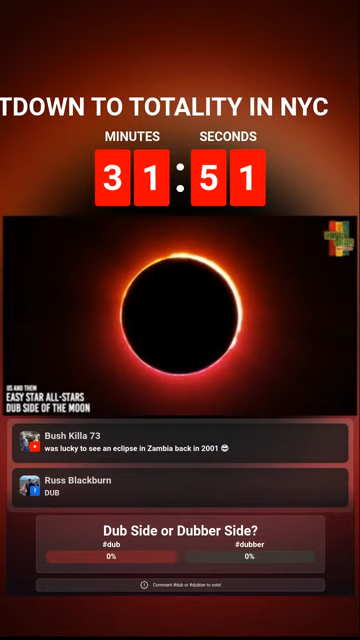 TDOWN TO TOTALITY IN NYC
MINUTES SECONDS
31:51
US AND THEM
EASY STAR ALL-STARS
DUB SIDE OF THE MOON
Bush Killa 73
was lucky to see an eclipse in Zambia back in 2001 😎
Russ Blackburn
DUB
Dub Side or Dubber Side?
#dub #dubber
0% 0%
Comment #dub or #dubber to vote!